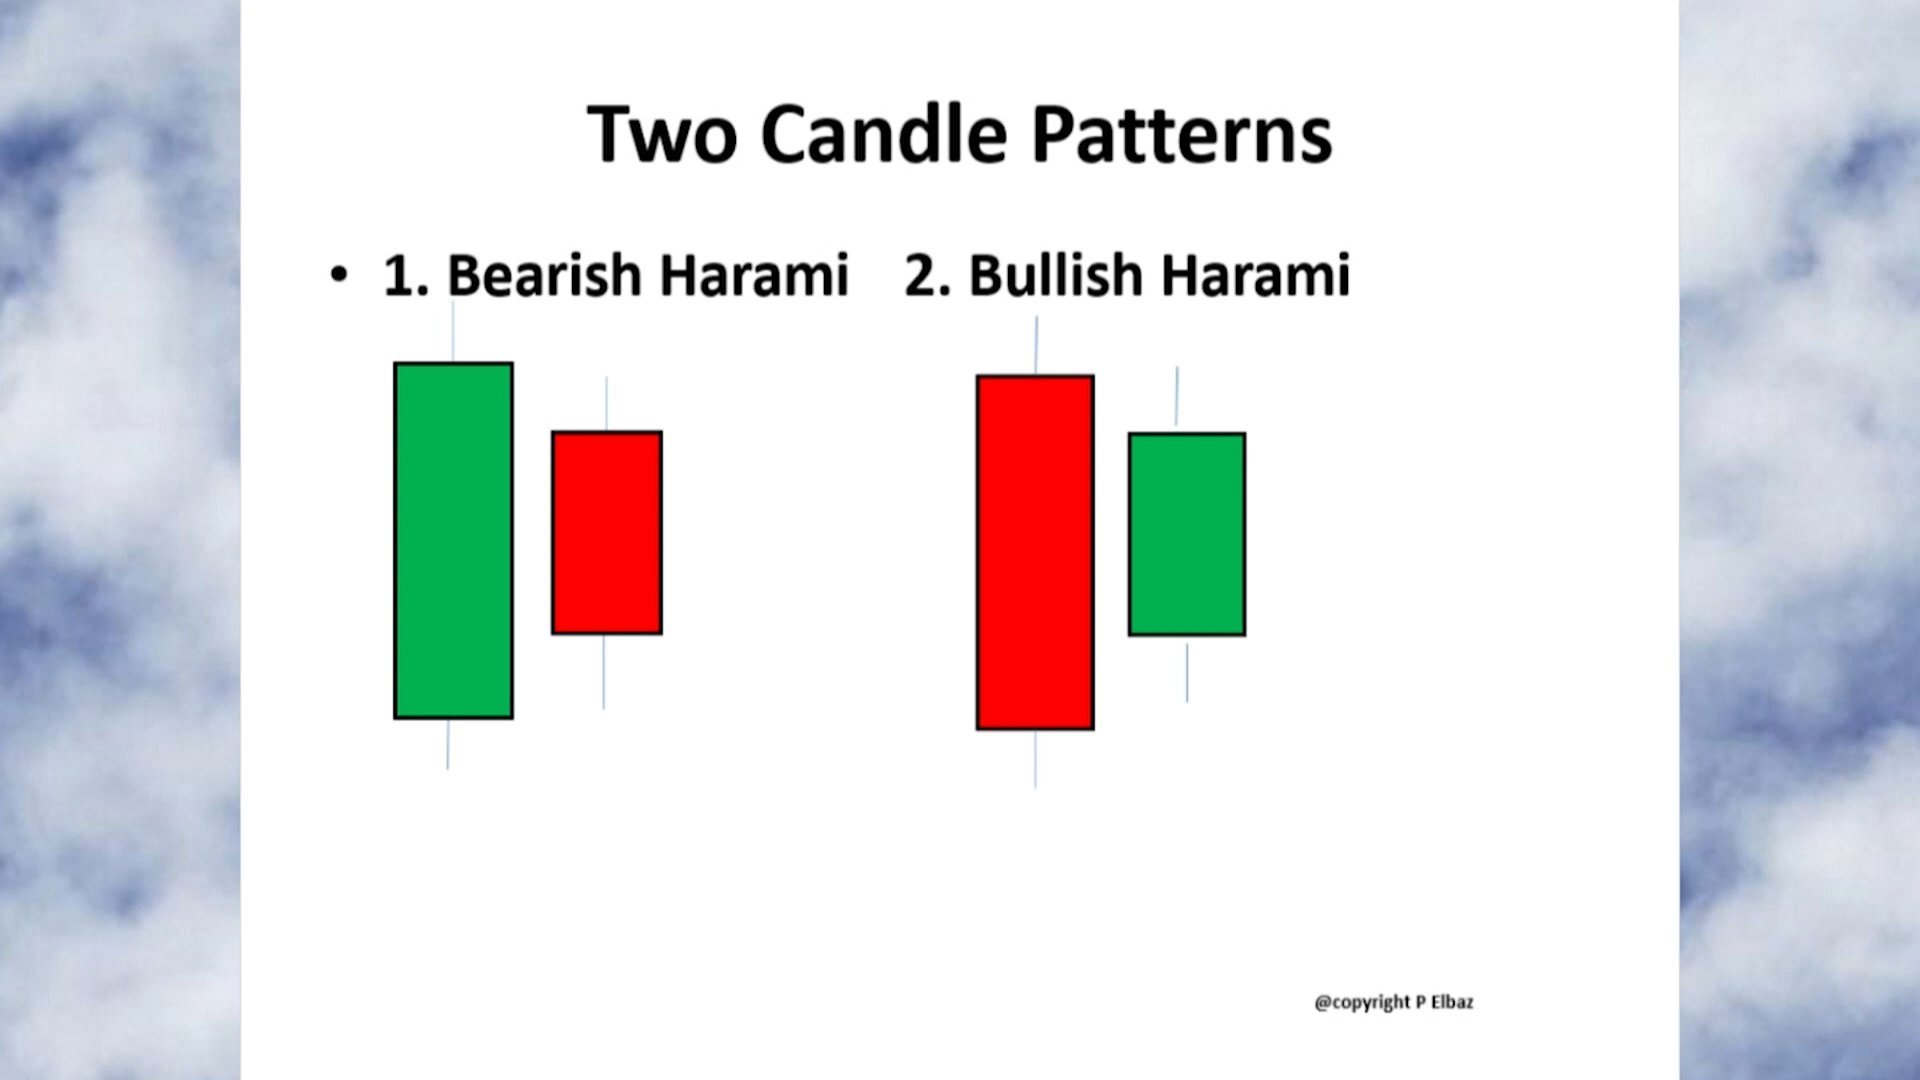 Two Candle Patterns
• 1. Bearish Harami 2. Bullish Harami
@copyright P Elbaz